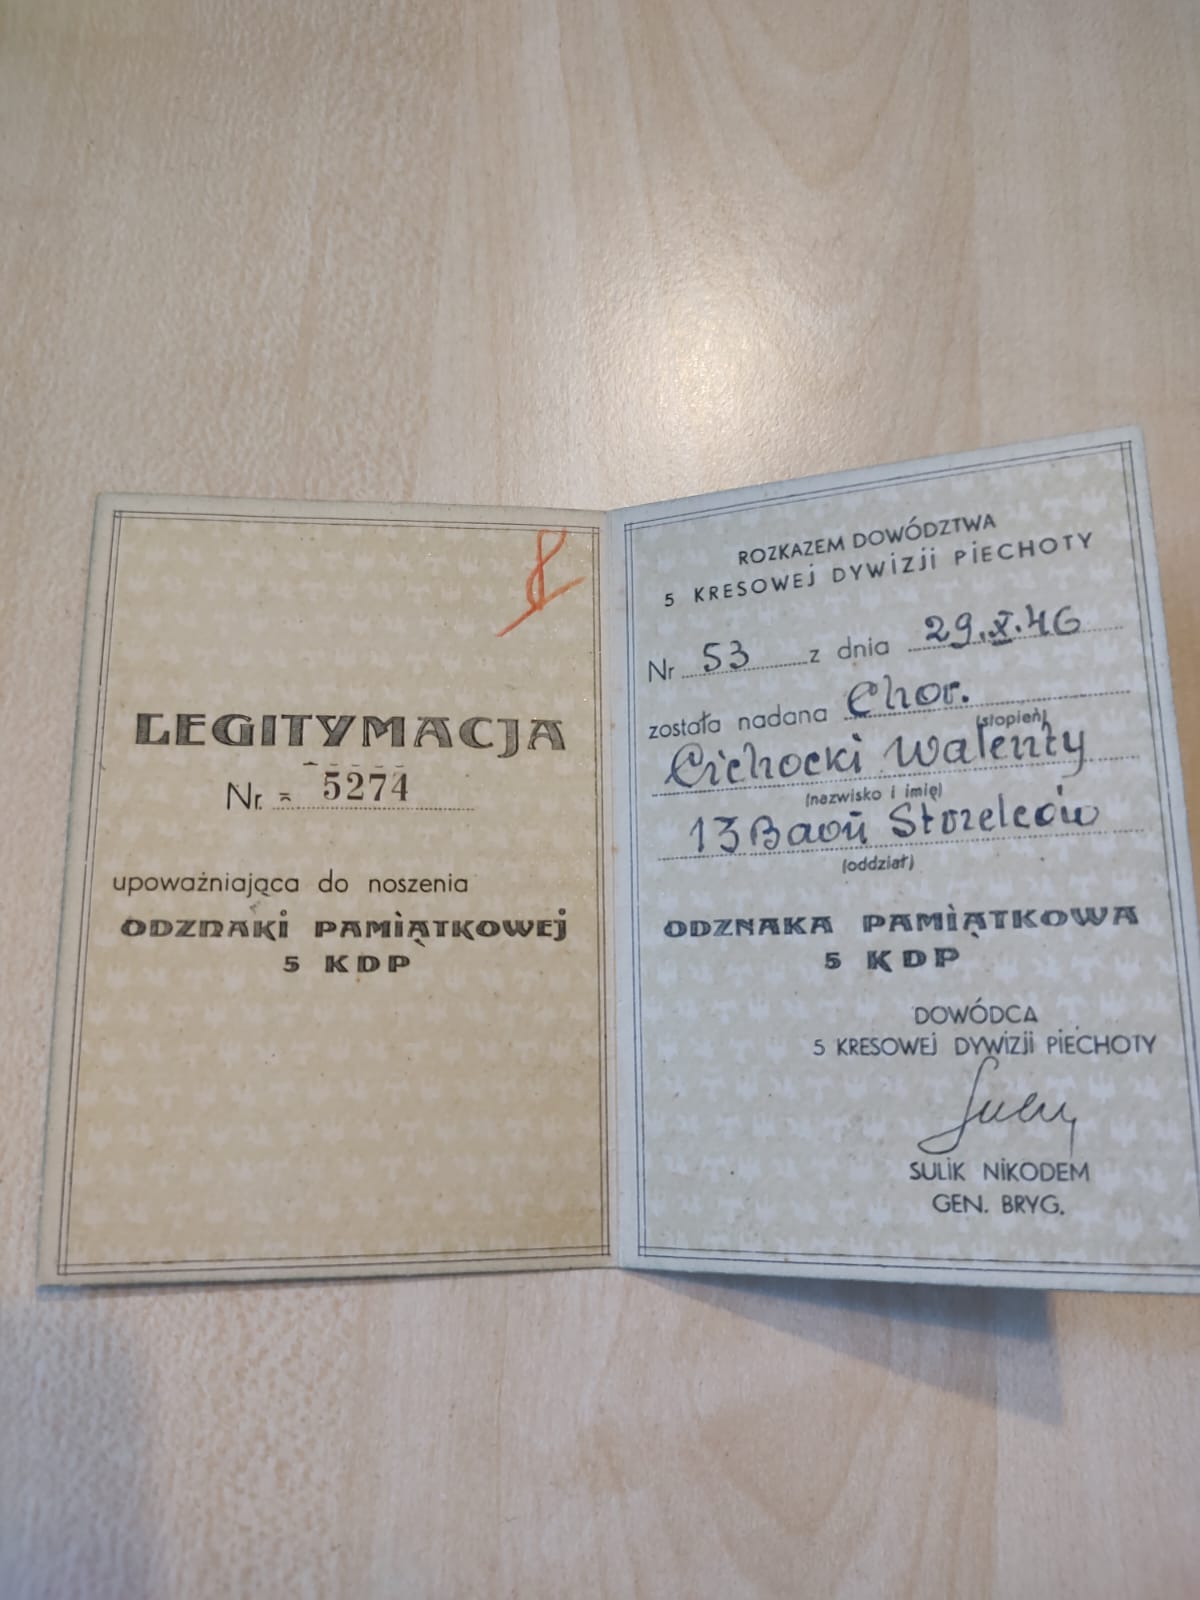 LEGITYMACJA
Nr. 5274
upoważniająca do noszenia
ODZNAKI PAMIĄTKOWEJ
5 KDP
ROZKAZEM DOWÓDZTWA
5 KRESOWEJ DYWIZJI PIECHOTY
Nr 53 z dnia 29.X.46
została nadana Chor.
(stopień)
Cichocki Walenty
(nazwisko i imię)
13 Baon Strzelców
(oddział)
ODZNAKA PAMIĄTKOWA
5 KDP
DOWÓDCA
5 KRESOWEJ DYWIZJI PIECHOTY
SULIK NIKODEM
GEN. BRYG.